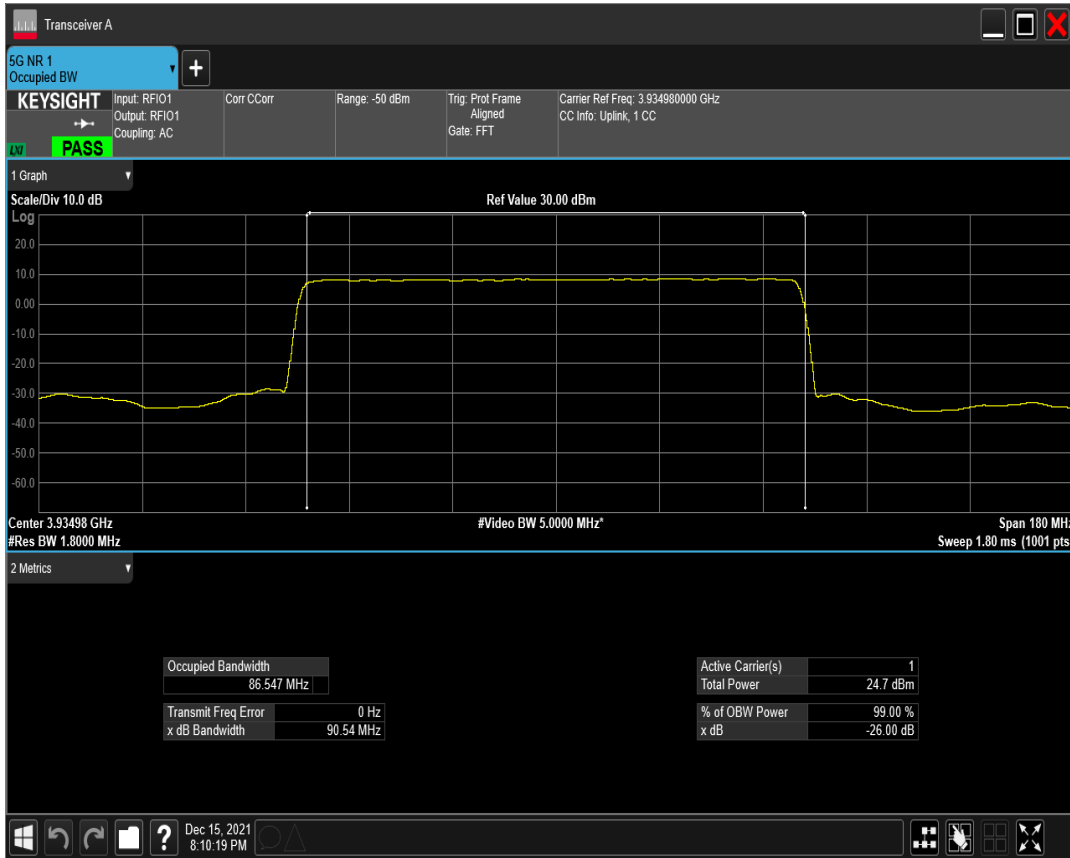 Transceiver A
5G NR 1
Occupied BW
KEYSIGHT
LXI
PASS
Input: RFIO1
Output: RFIO1
Coupling: AC
Corr CCorr
Range: -50 dBm
Trig: Prot Frame
Aligned
Gate: FFT
Carrier Ref Freq: 3.934980000 GHz
CC Info: Uplink, 1 CC
1 Graph
Scale/Div 10.0 dB
Ref Value 30.00 dBm
Log
20.0
10.0
0.00
-10.0
-20.0
-30.0
-40.0
-50.0
-60.0
Center 3.93498 GHz
#Video BW 5.0000 MHz*
Span 180 MHz
#Res BW 1.8000 MHz
Sweep 1.80 ms (1001 pts
2 Metrics
Occupied Bandwidth
86.547 MHz
Transmit Freq Error 0 Hz
x dB Bandwidth 90.54 MHz
Active Carrier(s) 1
Total Power 24.7 dBm
% of OBW Power 99.00 %
x dB -26.00 dB
?
Dec 15, 2021
8:10:19 PM